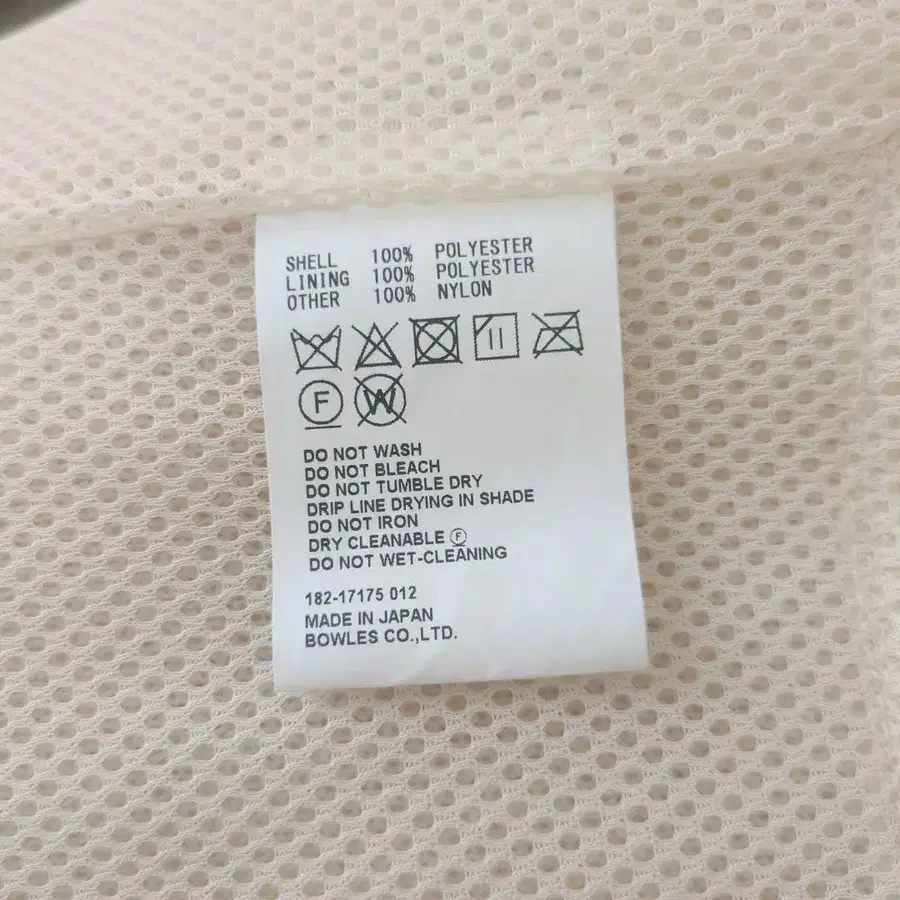 SHELL 100% POLYESTER
LINING 100% POLYESTER
OTHER 100% NYLON
F W
DO NOT WASH
DO NOT BLEACH
DO NOT TUMBLE DRY
DRIP LINE DRYING IN SHADE
DO NOT IRON
DRY CLEANABLE Ⓕ
DO NOT WET-CLEANING
182-17175 012
MADE IN JAPAN
BOWLES CO.,LTD.